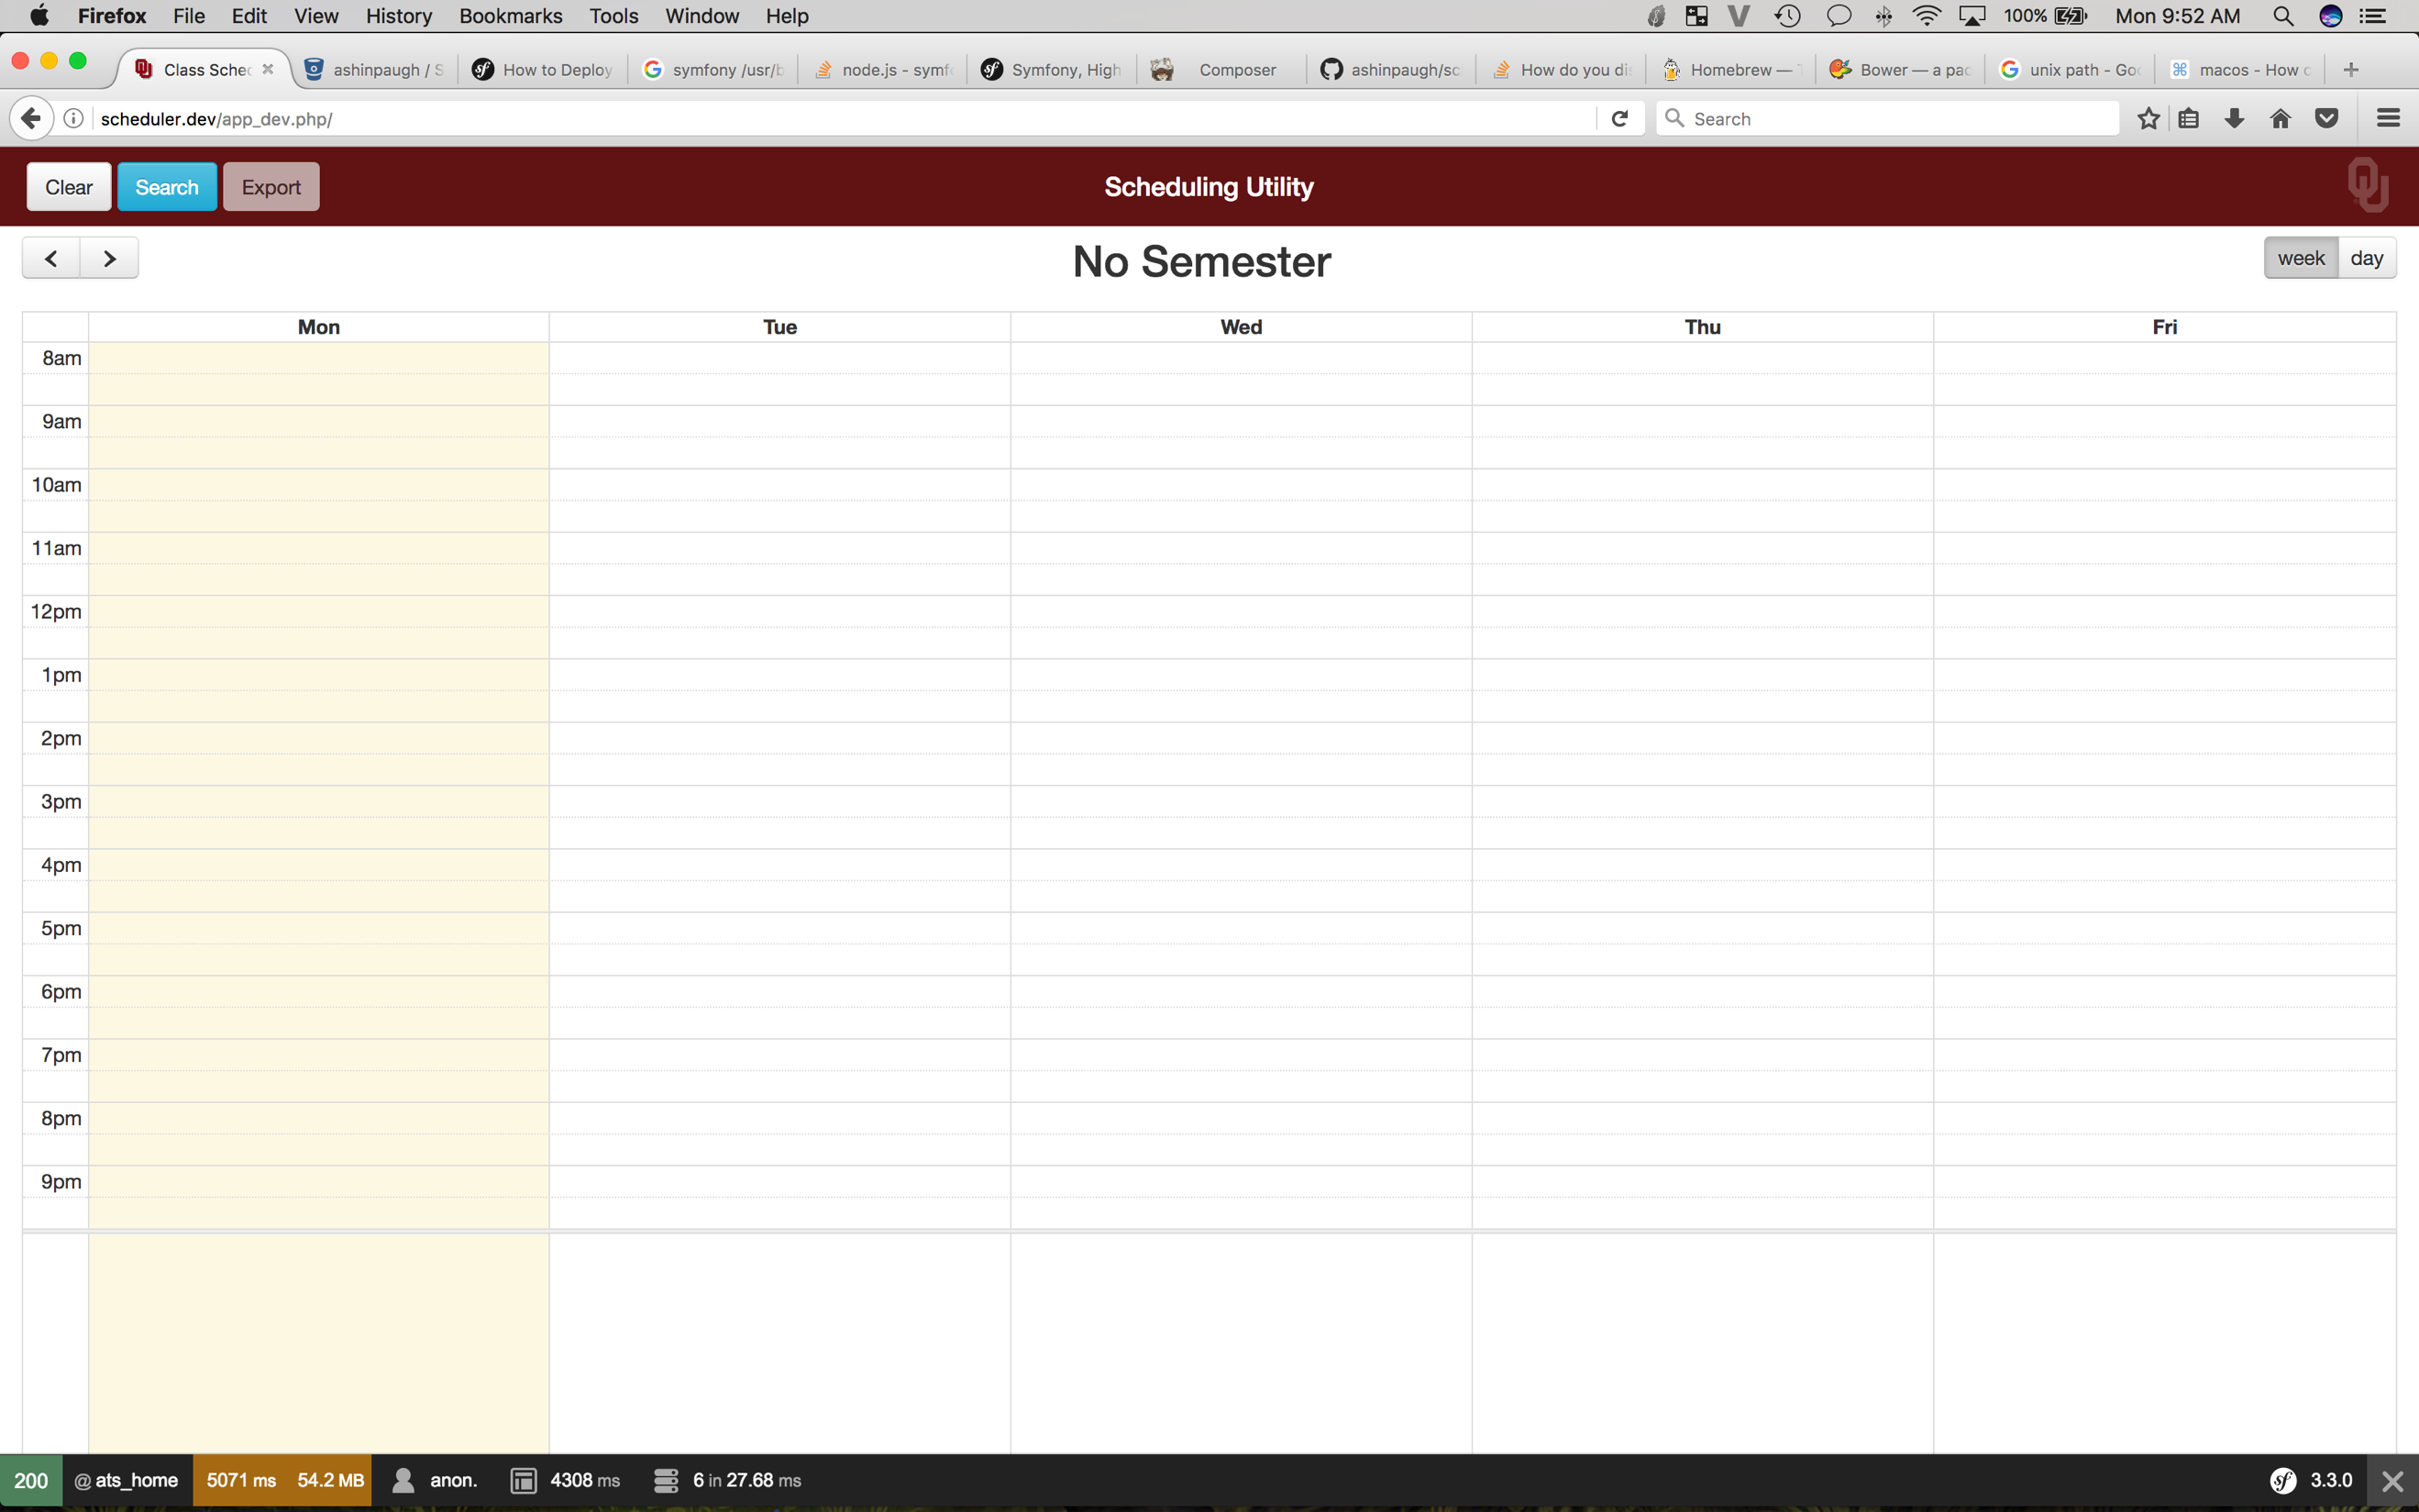 Firefox File Edit View History Bookmarks Tools Window Help 100% Mon 9:52 AM
Class Sched ashinpaugh / S How to Deploy symfony /usr/b node.js - symf Symfony, High Composer ashinpaugh/sc How do you di Homebrew — Bower — a pac unix path - Goo macos - How c
scheduler.dev/app_dev.php/ Search
Clear Search Export Scheduling Utility OU
No Semester week day
Mon Tue Wed Thu Fri
8am
9am
10am
11am
12pm
1pm
2pm
3pm
4pm
5pm
6pm
7pm
8pm
9pm
200 @ ats_home 5071 ms 54.2 MB anon. 4308 ms 6 in 27.68 ms sf 3.3.0